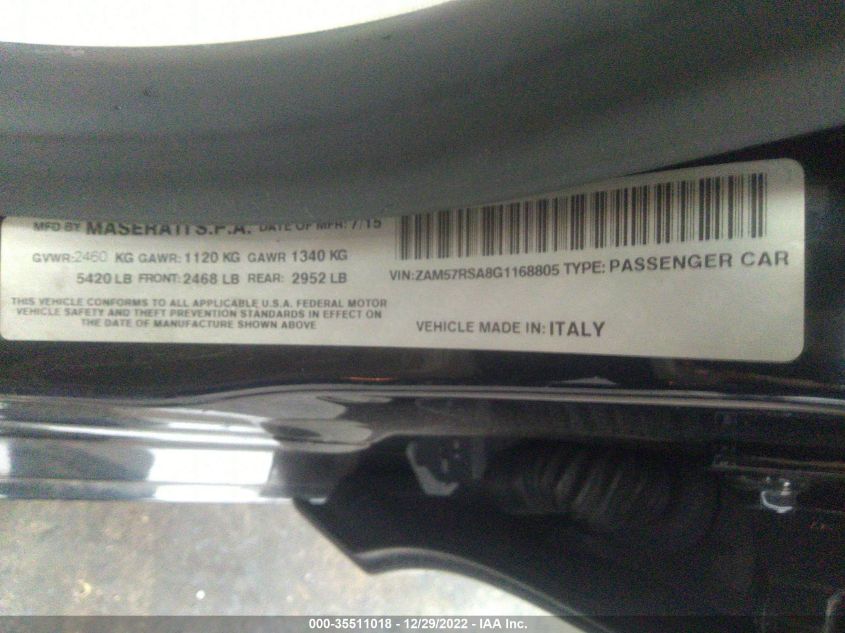 MFD BY MASERATI S.P.A. DATE OF MFR: 7/15
GVWR:2460 KG GAWR: 1120 KG GAWR 1340 KG
5420 LB FRONT: 2468 LB REAR: 2952 LB
THIS VEHICLE CONFORMS TO ALL APPLICABLE U.S.A. FEDERAL MOTOR
VEHICLE SAFETY AND THEFT PREVENTION STANDARDS IN EFFECT ON
THE DATE OF MANUFACTURE SHOWN ABOVE
VIN:ZAM57RSA8G1168805 TYPE: PASSENGER CAR
VEHICLE MADE IN: ITALY
000-35511018 - 12/29/2022 - IAA Inc.